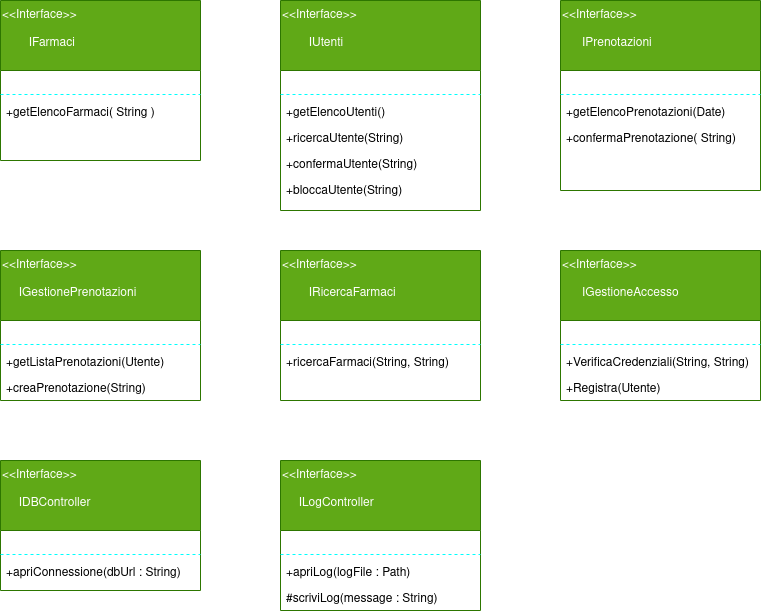 <<Interface>>
IFarmaci
+getElencoFarmaci( String )
<<Interface>>
IUtenti
+getElencoUtenti()
+ricercaUtente(String)
+confermaUtente(String)
+bloccaUtente(String)
<<Interface>>
IPrenotazioni
+getElencoPrenotazioni(Date)
+confermaPrenotazione( String)
<<Interface>>
IGestionePrenotazioni
+getListaPrenotazioni(Utente)
+creaPrenotazione(String)
<<Interface>>
IRicercaFarmaci
+ricercaFarmaci(String, String)
<<Interface>>
IGestioneAccesso
+VerificaCredenziali(String, String)
+Registra(Utente)
<<Interface>>
IDBController
+apriConnessione(dbUrl : String)
<<Interface>>
ILogController
+apriLog(logFile : Path)
#scriviLog(message : String)